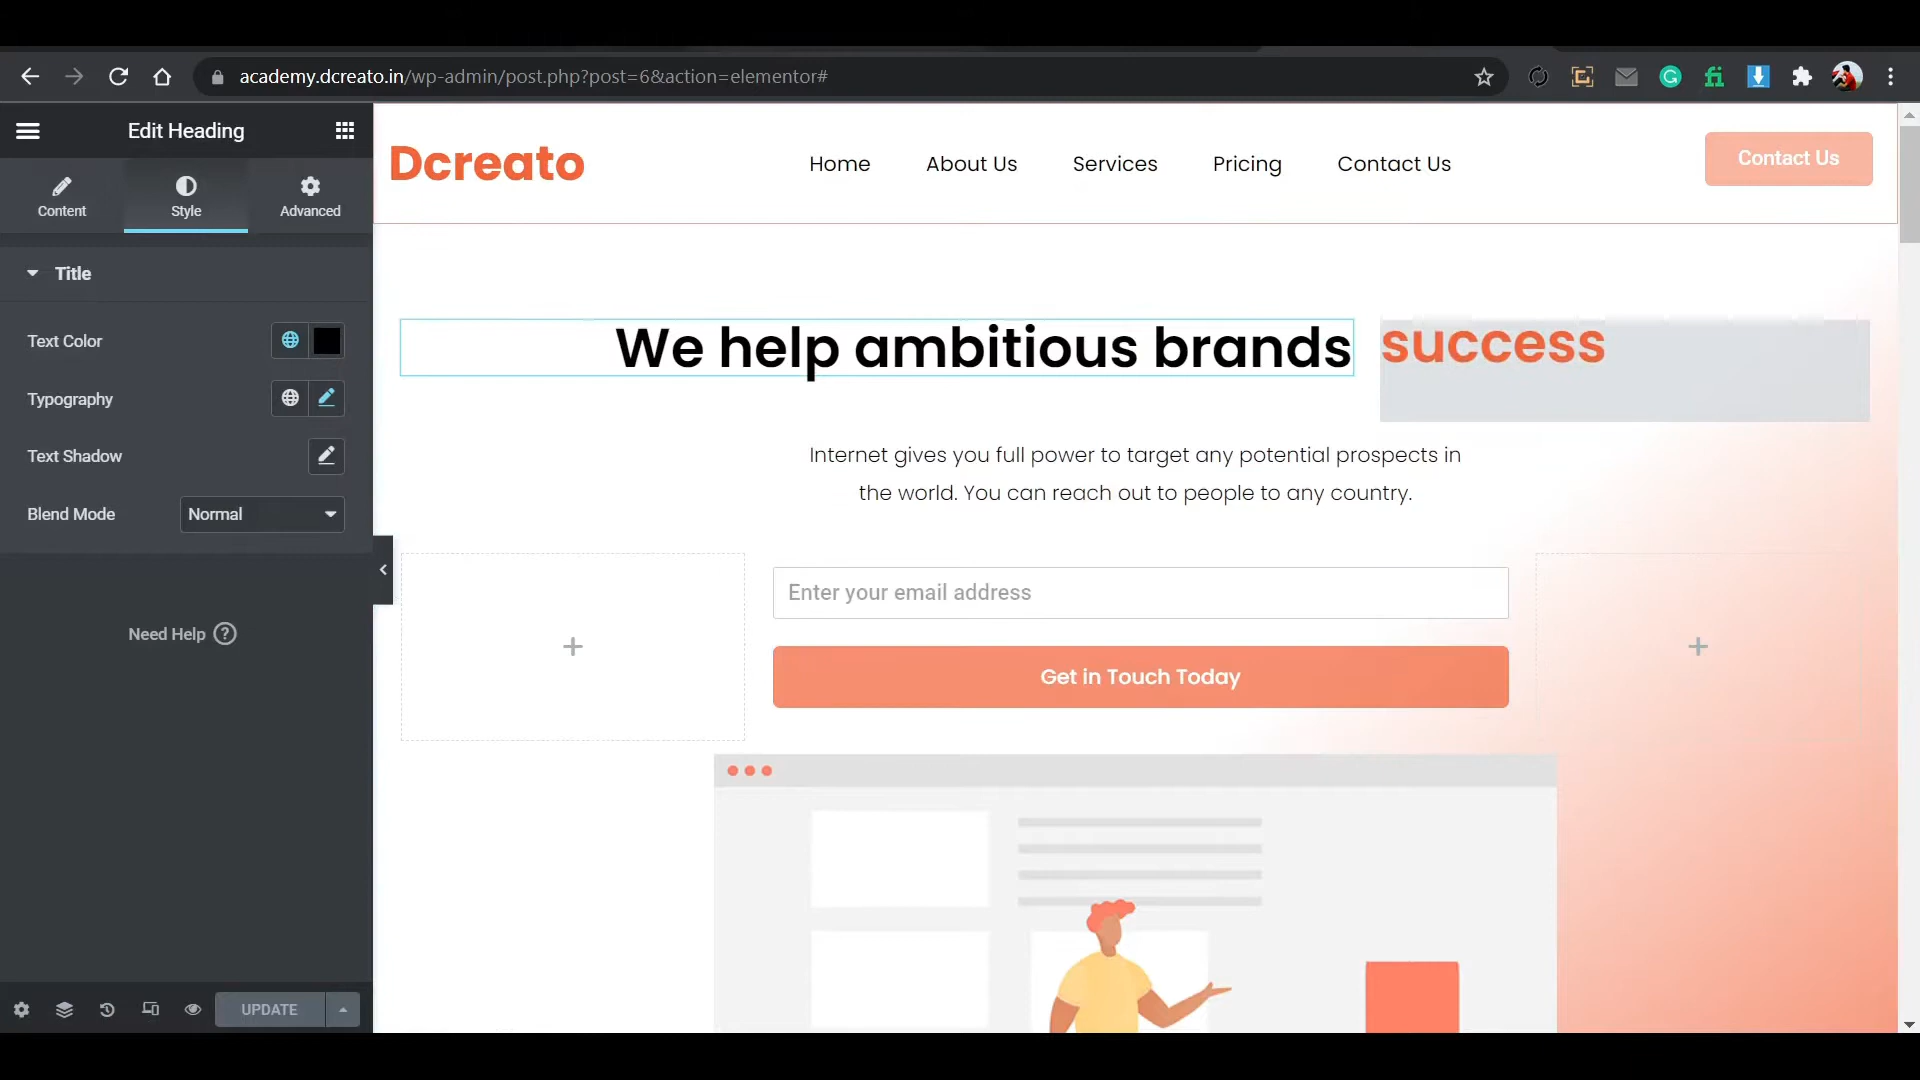 academy.dcreato.in/wp-admin/post.php?post=6&action=elementor#
Edit Heading
Content
Style
Advanced
Title
Text Color
Typography
Text Shadow
Blend Mode
Normal
Need Help ?
UPDATE
Dcreato
Home
About Us
Services
Pricing
Contact Us
Contact Us
We help ambitious brands
success
Internet gives you full power to target any potential prospects in
the world. You can reach out to people to any country.
Enter your email address
Get in Touch Today